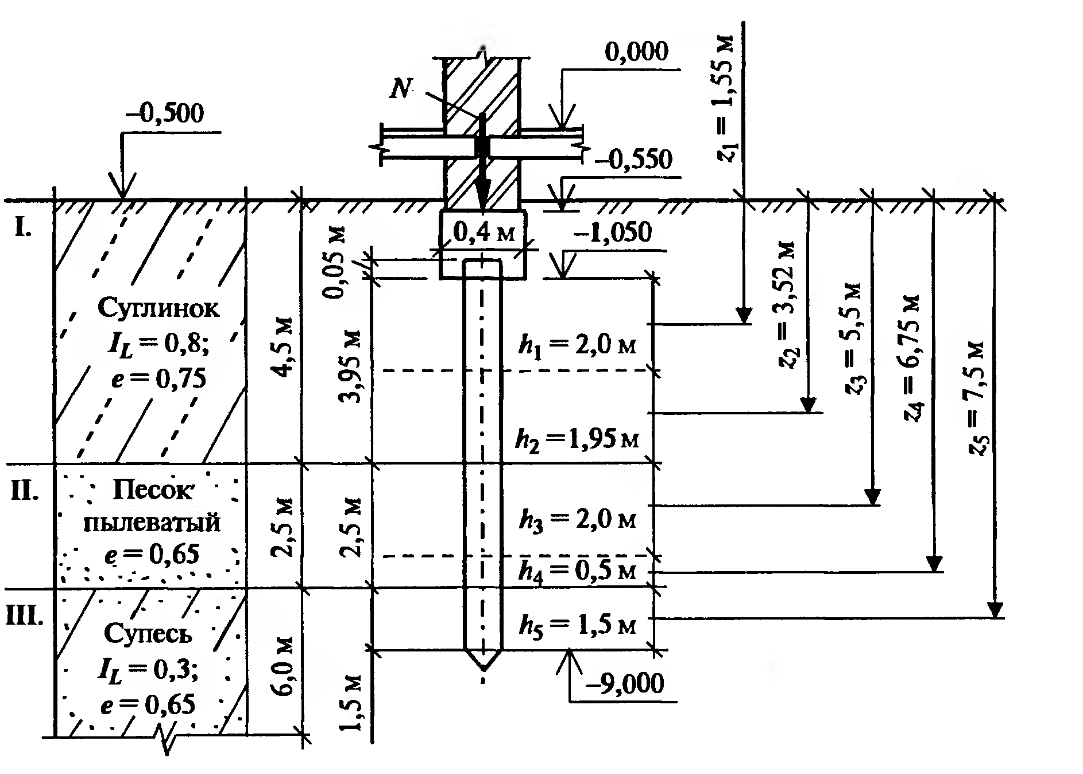 0,000
N
z₁ = 1,55 м
–0,500
–0,550
I.
0,4 м
–1,050
0,05 м
Суглинок
I_L = 0,8;
e = 0,75
4,5 м
3,95 м
h₁ = 2,0 м
h₂ = 1,95 м
z₂ = 3,52 м
z₃ = 5,5 м
z₄ = 6,75 м
z₅ = 7,5 м
II.
Песок
пылеватый
e = 0,65
2,5 м
2,5 м
h₃ = 2,0 м
h₄ = 0,5 м
III.
Супесь
I_L = 0,3;
e = 0,65
6,0 м
1,5 м
h₅ = 1,5 м
–9,000